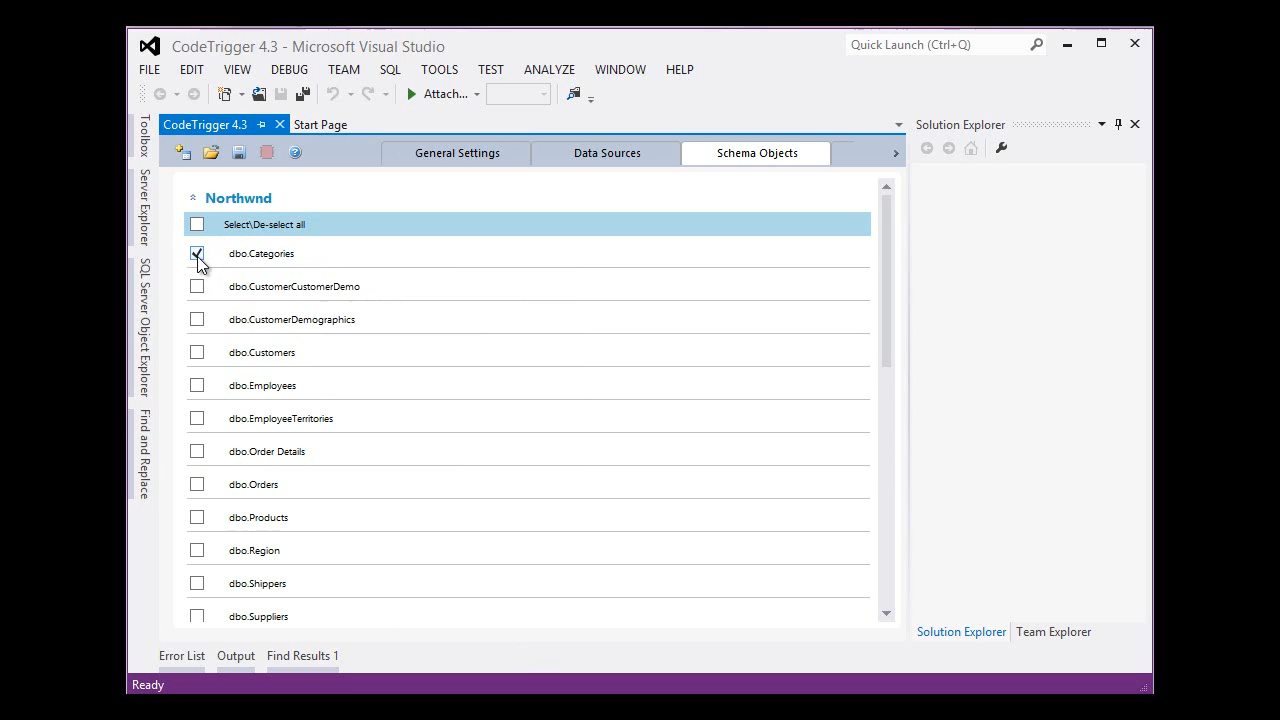 CodeTrigger 4.3 - Microsoft Visual Studio
Quick Launch (Ctrl+Q)
FILE EDIT VIEW DEBUG TEAM SQL TOOLS TEST ANALYZE WINDOW HELP
Attach...
Toolbox
Server Explorer
SQL Server Object Explorer
Find and Replace
CodeTrigger 4.3 Start Page
General Settings Data Sources Schema Objects
Northwnd
Select\De-select all
dbo.Categories
dbo.CustomerCustomerDemo
dbo.CustomerDemographics
dbo.Customers
dbo.Employees
dbo.EmployeeTerritories
dbo.Order Details
dbo.Orders
dbo.Products
dbo.Region
dbo.Shippers
dbo.Suppliers
Solution Explorer
Solution Explorer Team Explorer
Error List Output Find Results 1
Ready